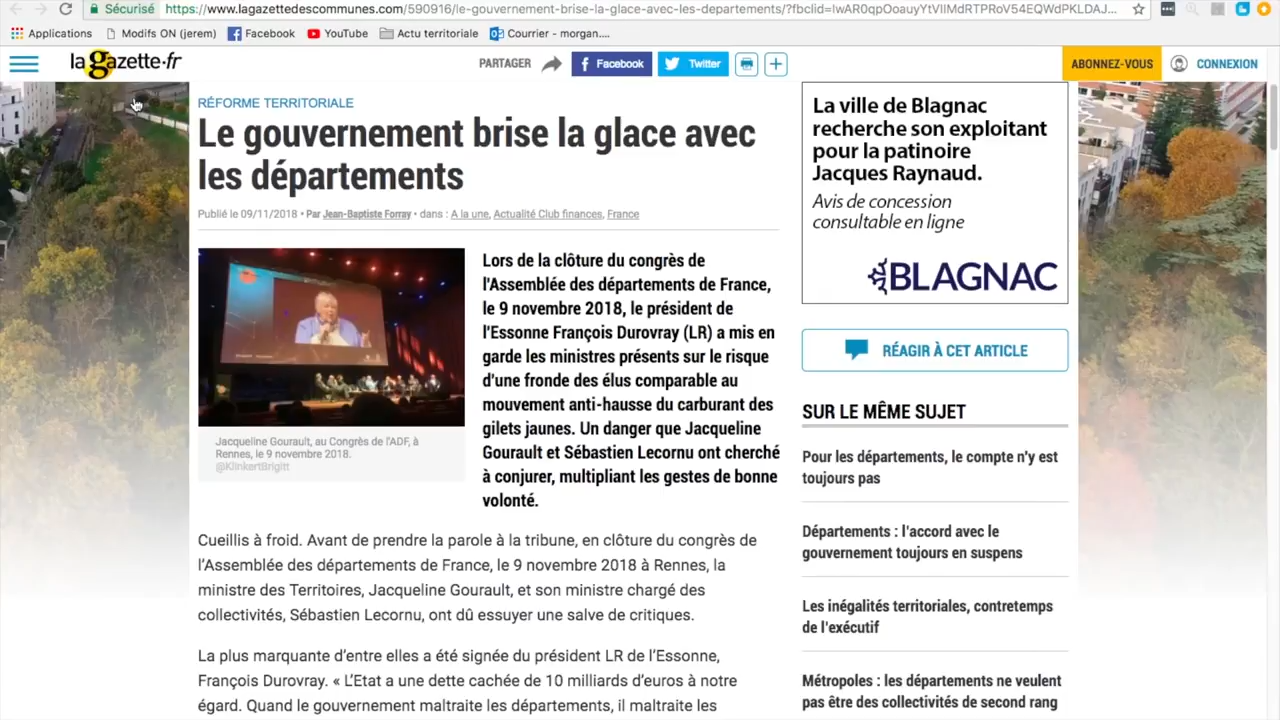 Sécurisé
https://www.lagazettedescommunes.com/590916/le-gouvernement-brise-la-glace-avec-les-departements/?fbclid=
Applications
Modifs ON (jerem)
Facebook
YouTube
Actu territoriale
Courrier - morgan....
la gazette.fr
PARTAGER
Facebook
Twitter
ABONNEZ-VOUS
CONNEXION
RÉFORME TERRITORIALE
Le gouvernement brise la glace avec
les départements
Publié le 09/11/2018 • Par Jean-Baptiste Forray • dans : A la une, Actualité Club finances, France
Jacqueline Gourault, au Congrès de l'ADF, à
Rennes, le 9 novembre 2018.
@KlinkertBrigitt
Lors de la clôture du congrès de
l'Assemblée des départements de France,
le 9 novembre 2018, le président de
l'Essonne François Durovray (LR) a mis en
garde les ministres présents sur le risque
d'une fronde des élus comparable au
mouvement anti-hausse du carburant des
gilets jaunes. Un danger que Jacqueline
Gourault et Sébastien Lecornu ont cherché
à conjurer, multipliant les gestes de bonne
volonté.
Cueillis à froid. Avant de prendre la parole à la tribune, en clôture du congrès de
l'Assemblée des départements de France, le 9 novembre 2018 à Rennes, la
ministre des Territoires, Jacqueline Gourault, et son ministre chargé des
collectivités, Sébastien Lecornu, ont dû essuyer une salve de critiques.
La plus marquante d'entre elles a été signée du président LR de l'Essonne,
François Durovray. « L'Etat a une dette cachée de 10 milliards d'euros à notre
égard. Quand le gouvernement maltraite les départements, il maltraite les
La ville de Blagnac
recherche son exploitant
pour la patinoire
Jacques Raynaud.
Avis de concession
consultable en ligne
BLAGNAC
RÉAGIR À CET ARTICLE
SUR LE MÊME SUJET
Pour les départements, le compte n'y est
toujours pas
Départements : l'accord avec le
gouvernement toujours en suspens
Les inégalités territoriales, contretemps
de l'exécutif
Métropoles : les départements ne veulent
pas être des collectivités de second rang